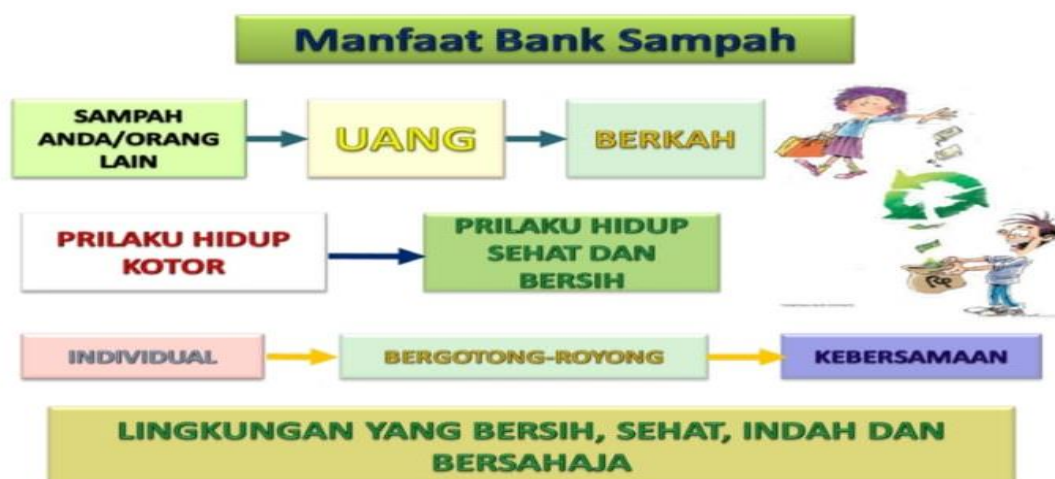 Manfaat Bank Sampah
SAMPAH
ANDA/ORANG
LAIN
UANG
BERKAH
PRILAKU HIDUP
KOTOR
PRILAKU HIDUP
SEHAT DAN
BERSIH
Rp
INDIVIDUAL
BERGOTONG-ROYONG
KEBERSAMAAN
LINGKUNGAN YANG BERSIH, SEHAT, INDAH DAN
BERSAHAJA